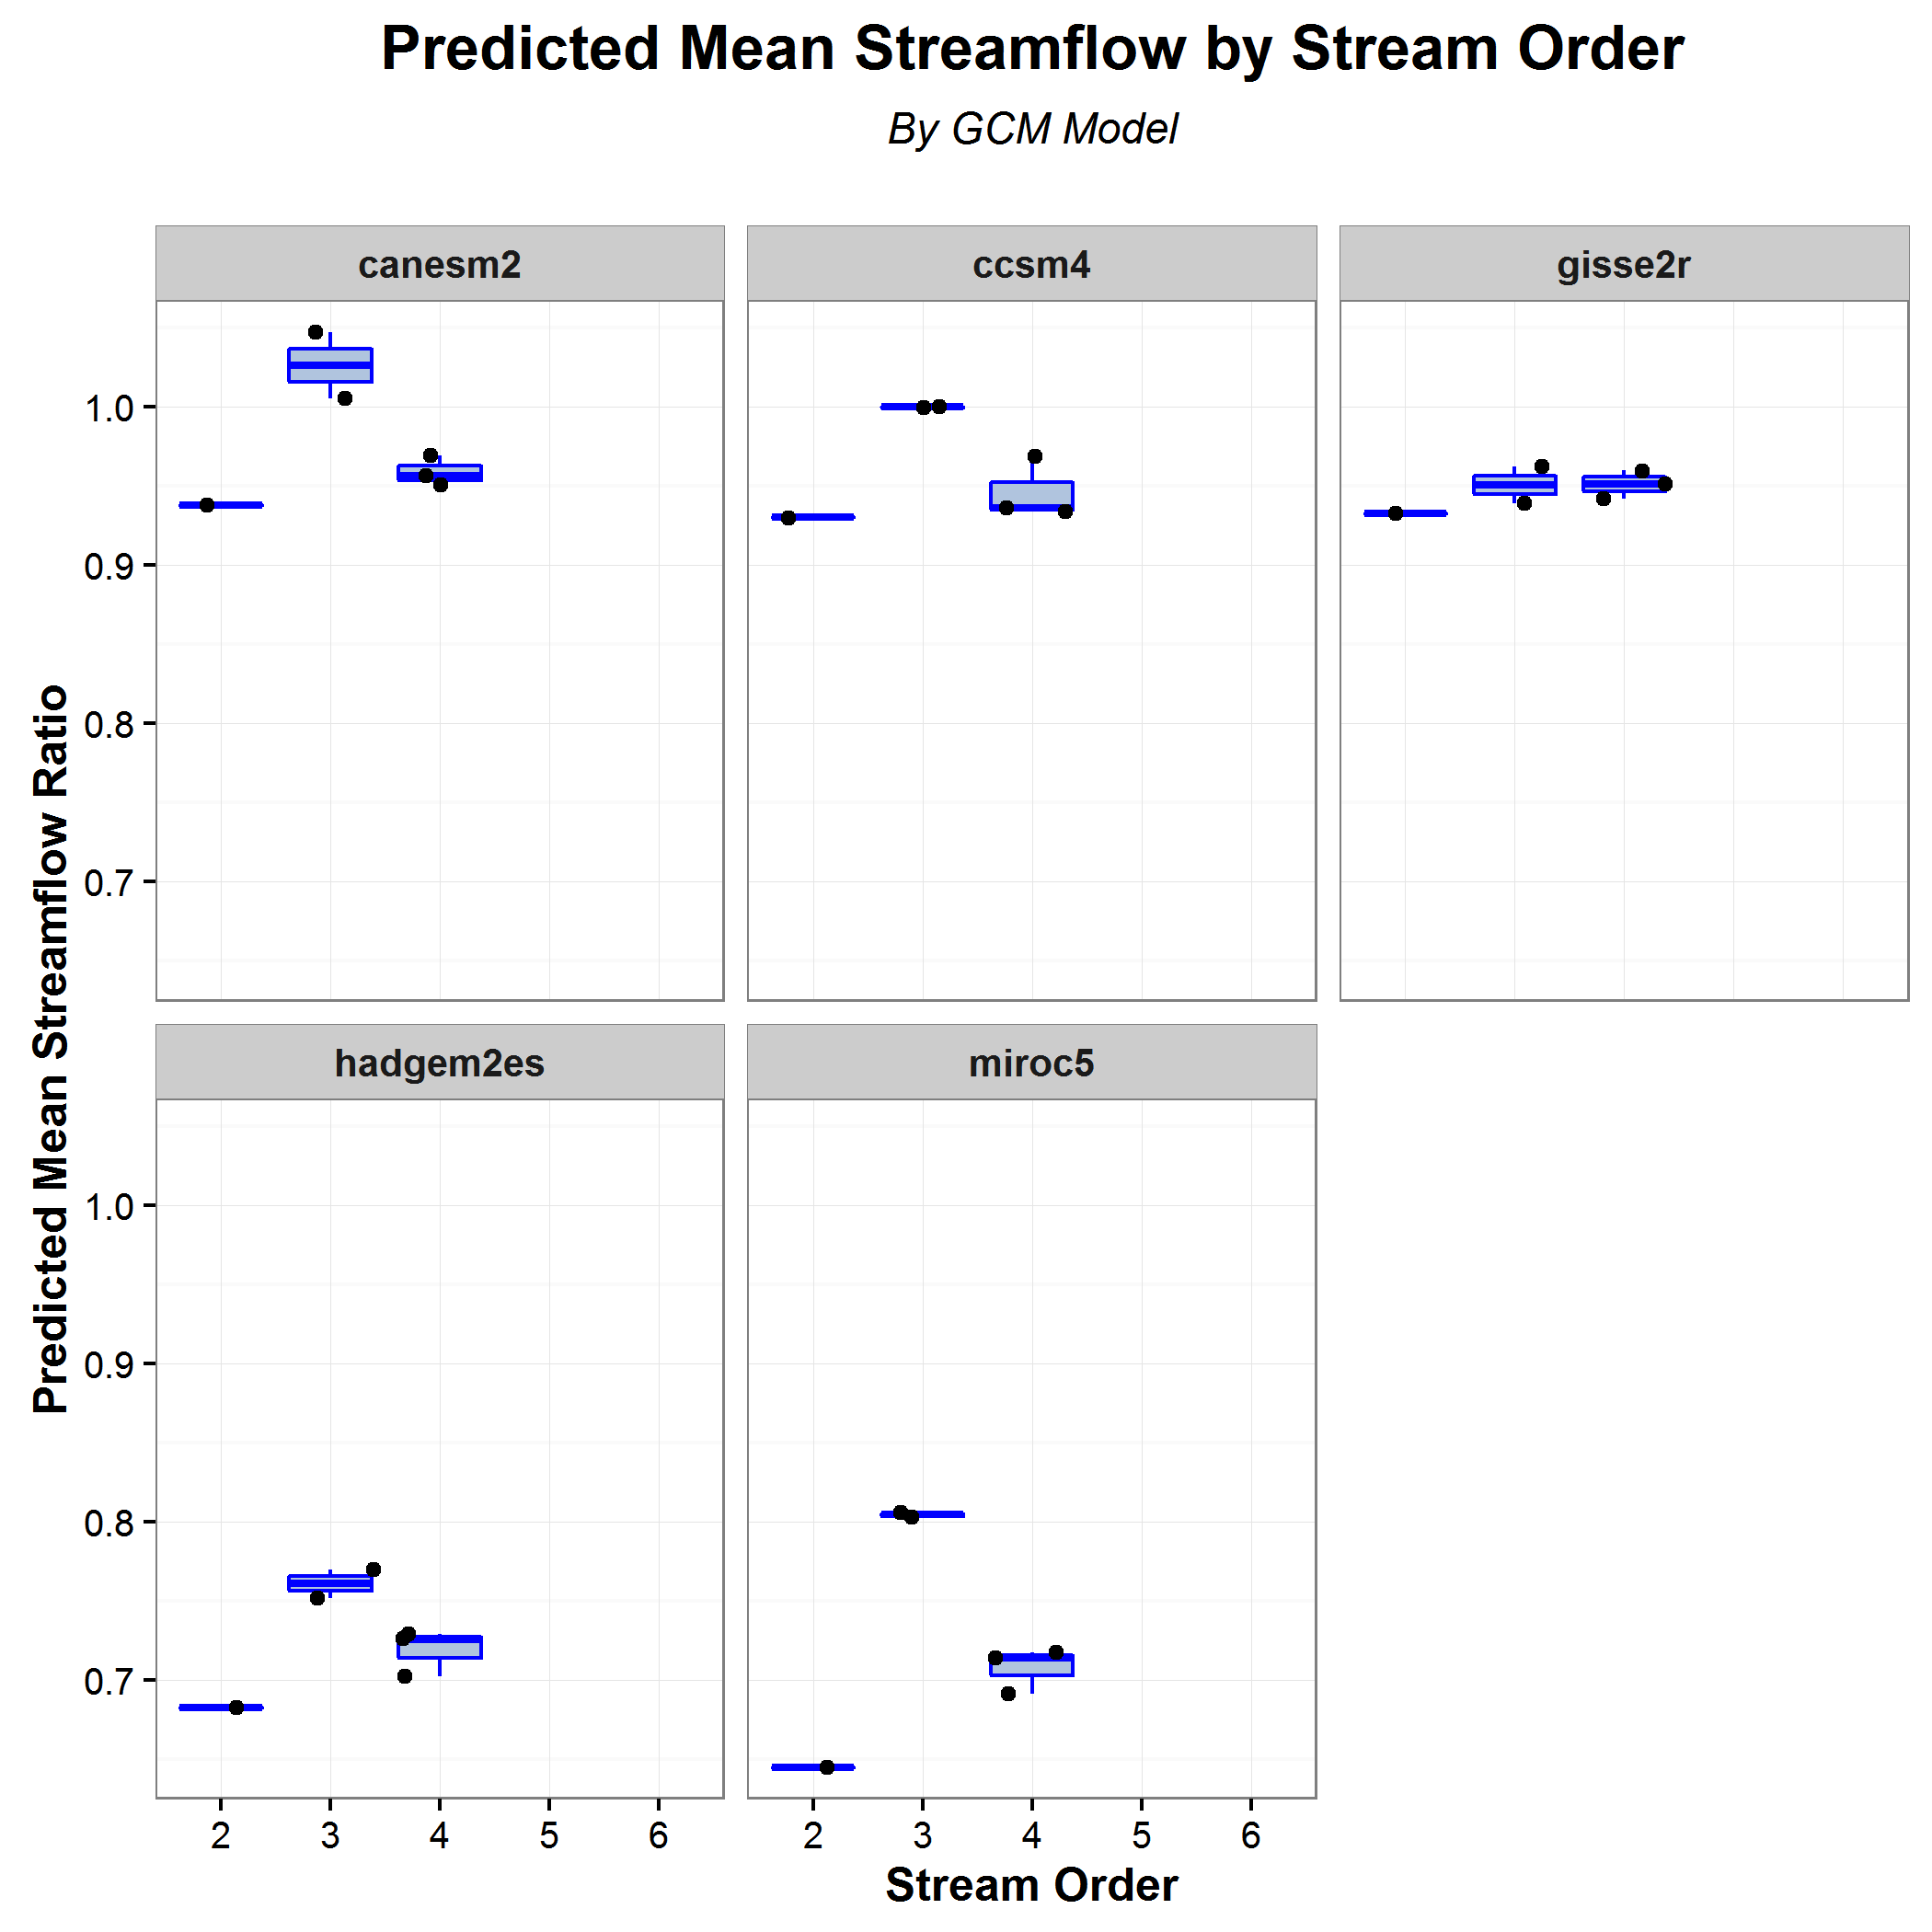 Predicted Mean Streamflow by Stream Order
By GCM Model
canesm2
ccsm4
gisse2r
1.0
0.9
0.8
0.7
hadgem2es
miroc5
1.0
0.9
0.8
0.7
Predicted Mean Streamflow Ratio
2 3 4 5 6
2 3 4 5 6
Stream Order